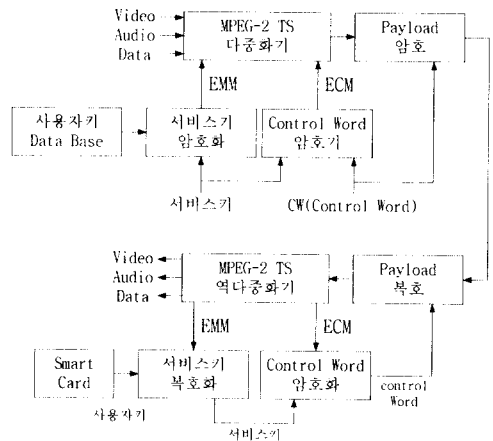 Video
Audio
Data
MPEG-2 TS
다중화기
Payload
암호
EMM
ECM
사용자키
Data Base
서비스키
암호화
Control Word
암호기
서비스키
CW(Control Word)
Video
Audio
Data
MPEG-2 TS
역다중화기
Payload
복호
EMM
ECM
Smart
Card
서비스키
복호화
Control Word
암호화
control
Word
사용자키
서비스키